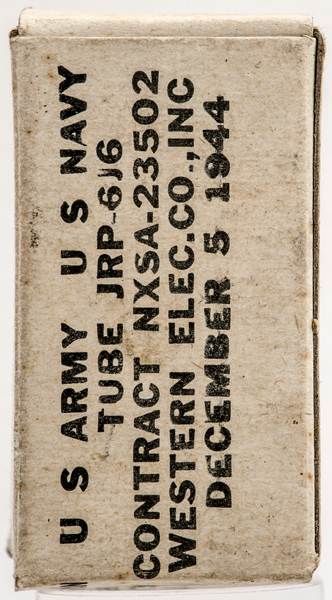 U S ARMY U S NAVY
TUBE JRP-6J6
CONTRACT NXSA-23502
WESTERN ELEC.CO.,INC
DECEMBER 5 1944